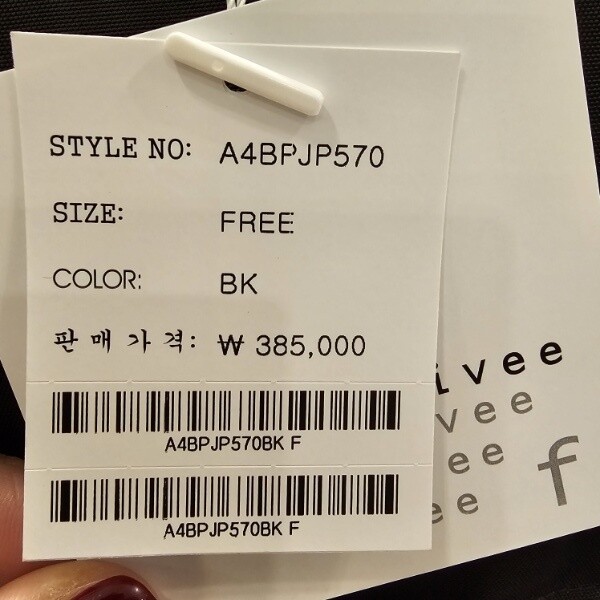 STYLE NO: A4BPJP570
SIZE: FREE
COLOR: BK
판매가격: ₩ 385,000
A4BPJP570BK F
A4BPJP570BK F
ivee
vee
ee
ee
f